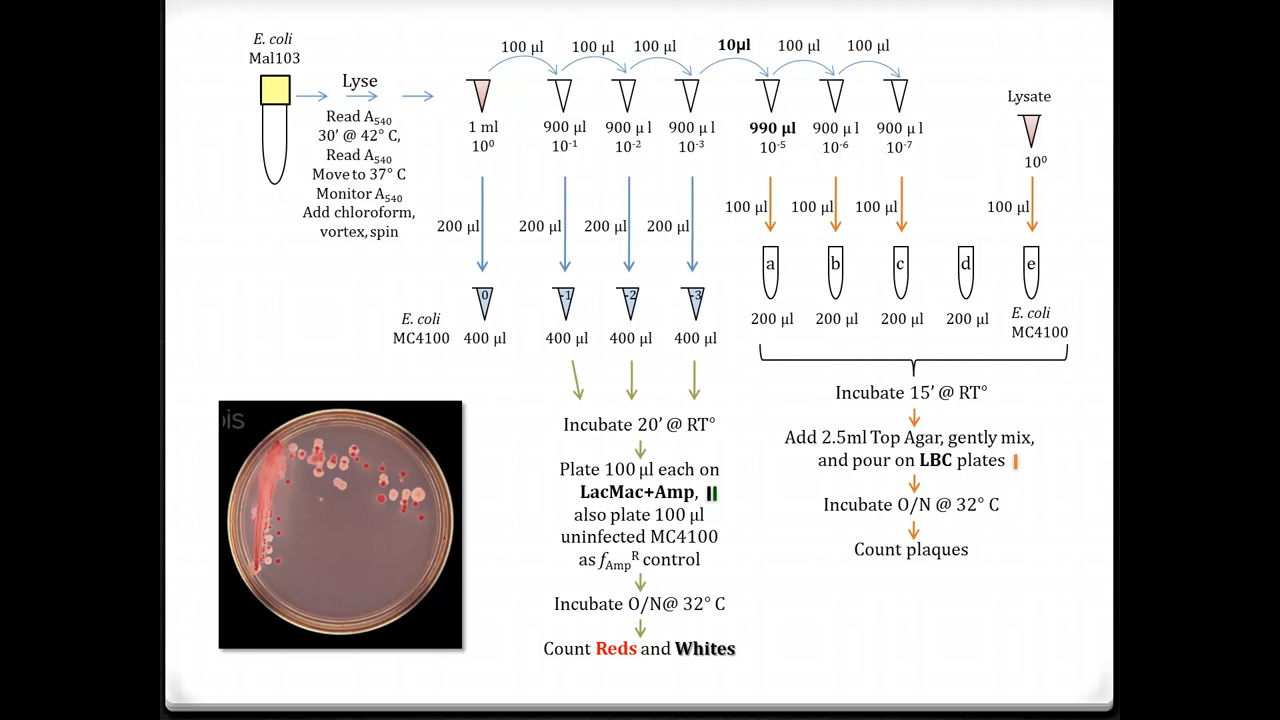 E. coli
Mal103
Lyse
Read A540
30’ @ 42° C,
Read A540
Move to 37° C
Monitor A540
Add chloroform,
vortex, spin
100 µl
100 µl
100 µl
10µl
100 µl
100 µl
1 ml
10⁰
900 µl
10⁻¹
900 µ l
10⁻²
900 µ l
10⁻³
990 µl
10⁻⁵
900 µ l
10⁻⁶
900 µ l
10⁻⁷
Lysate
10⁰
200 µl
200 µl
200 µl
200 µl
100 µl
100 µl
100 µl
100 µl
0
-1
-2
-3
a
b
c
d
e
E. coli
MC4100
400 µl
400 µl
400 µl
400 µl
200 µl
200 µl
200 µl
200 µl
E. coli
MC4100
Incubate 20’ @ RT°
Plate 100 µl each on
LacMac+Amp,
also plate 100 µl
uninfected MC4100
as fAmpR control
Incubate O/N@ 32° C
Count Reds and Whites
Incubate 15’ @ RT°
Add 2.5ml Top Agar, gently mix,
and pour on LBC plates
Incubate O/N @ 32° C
Count plaques